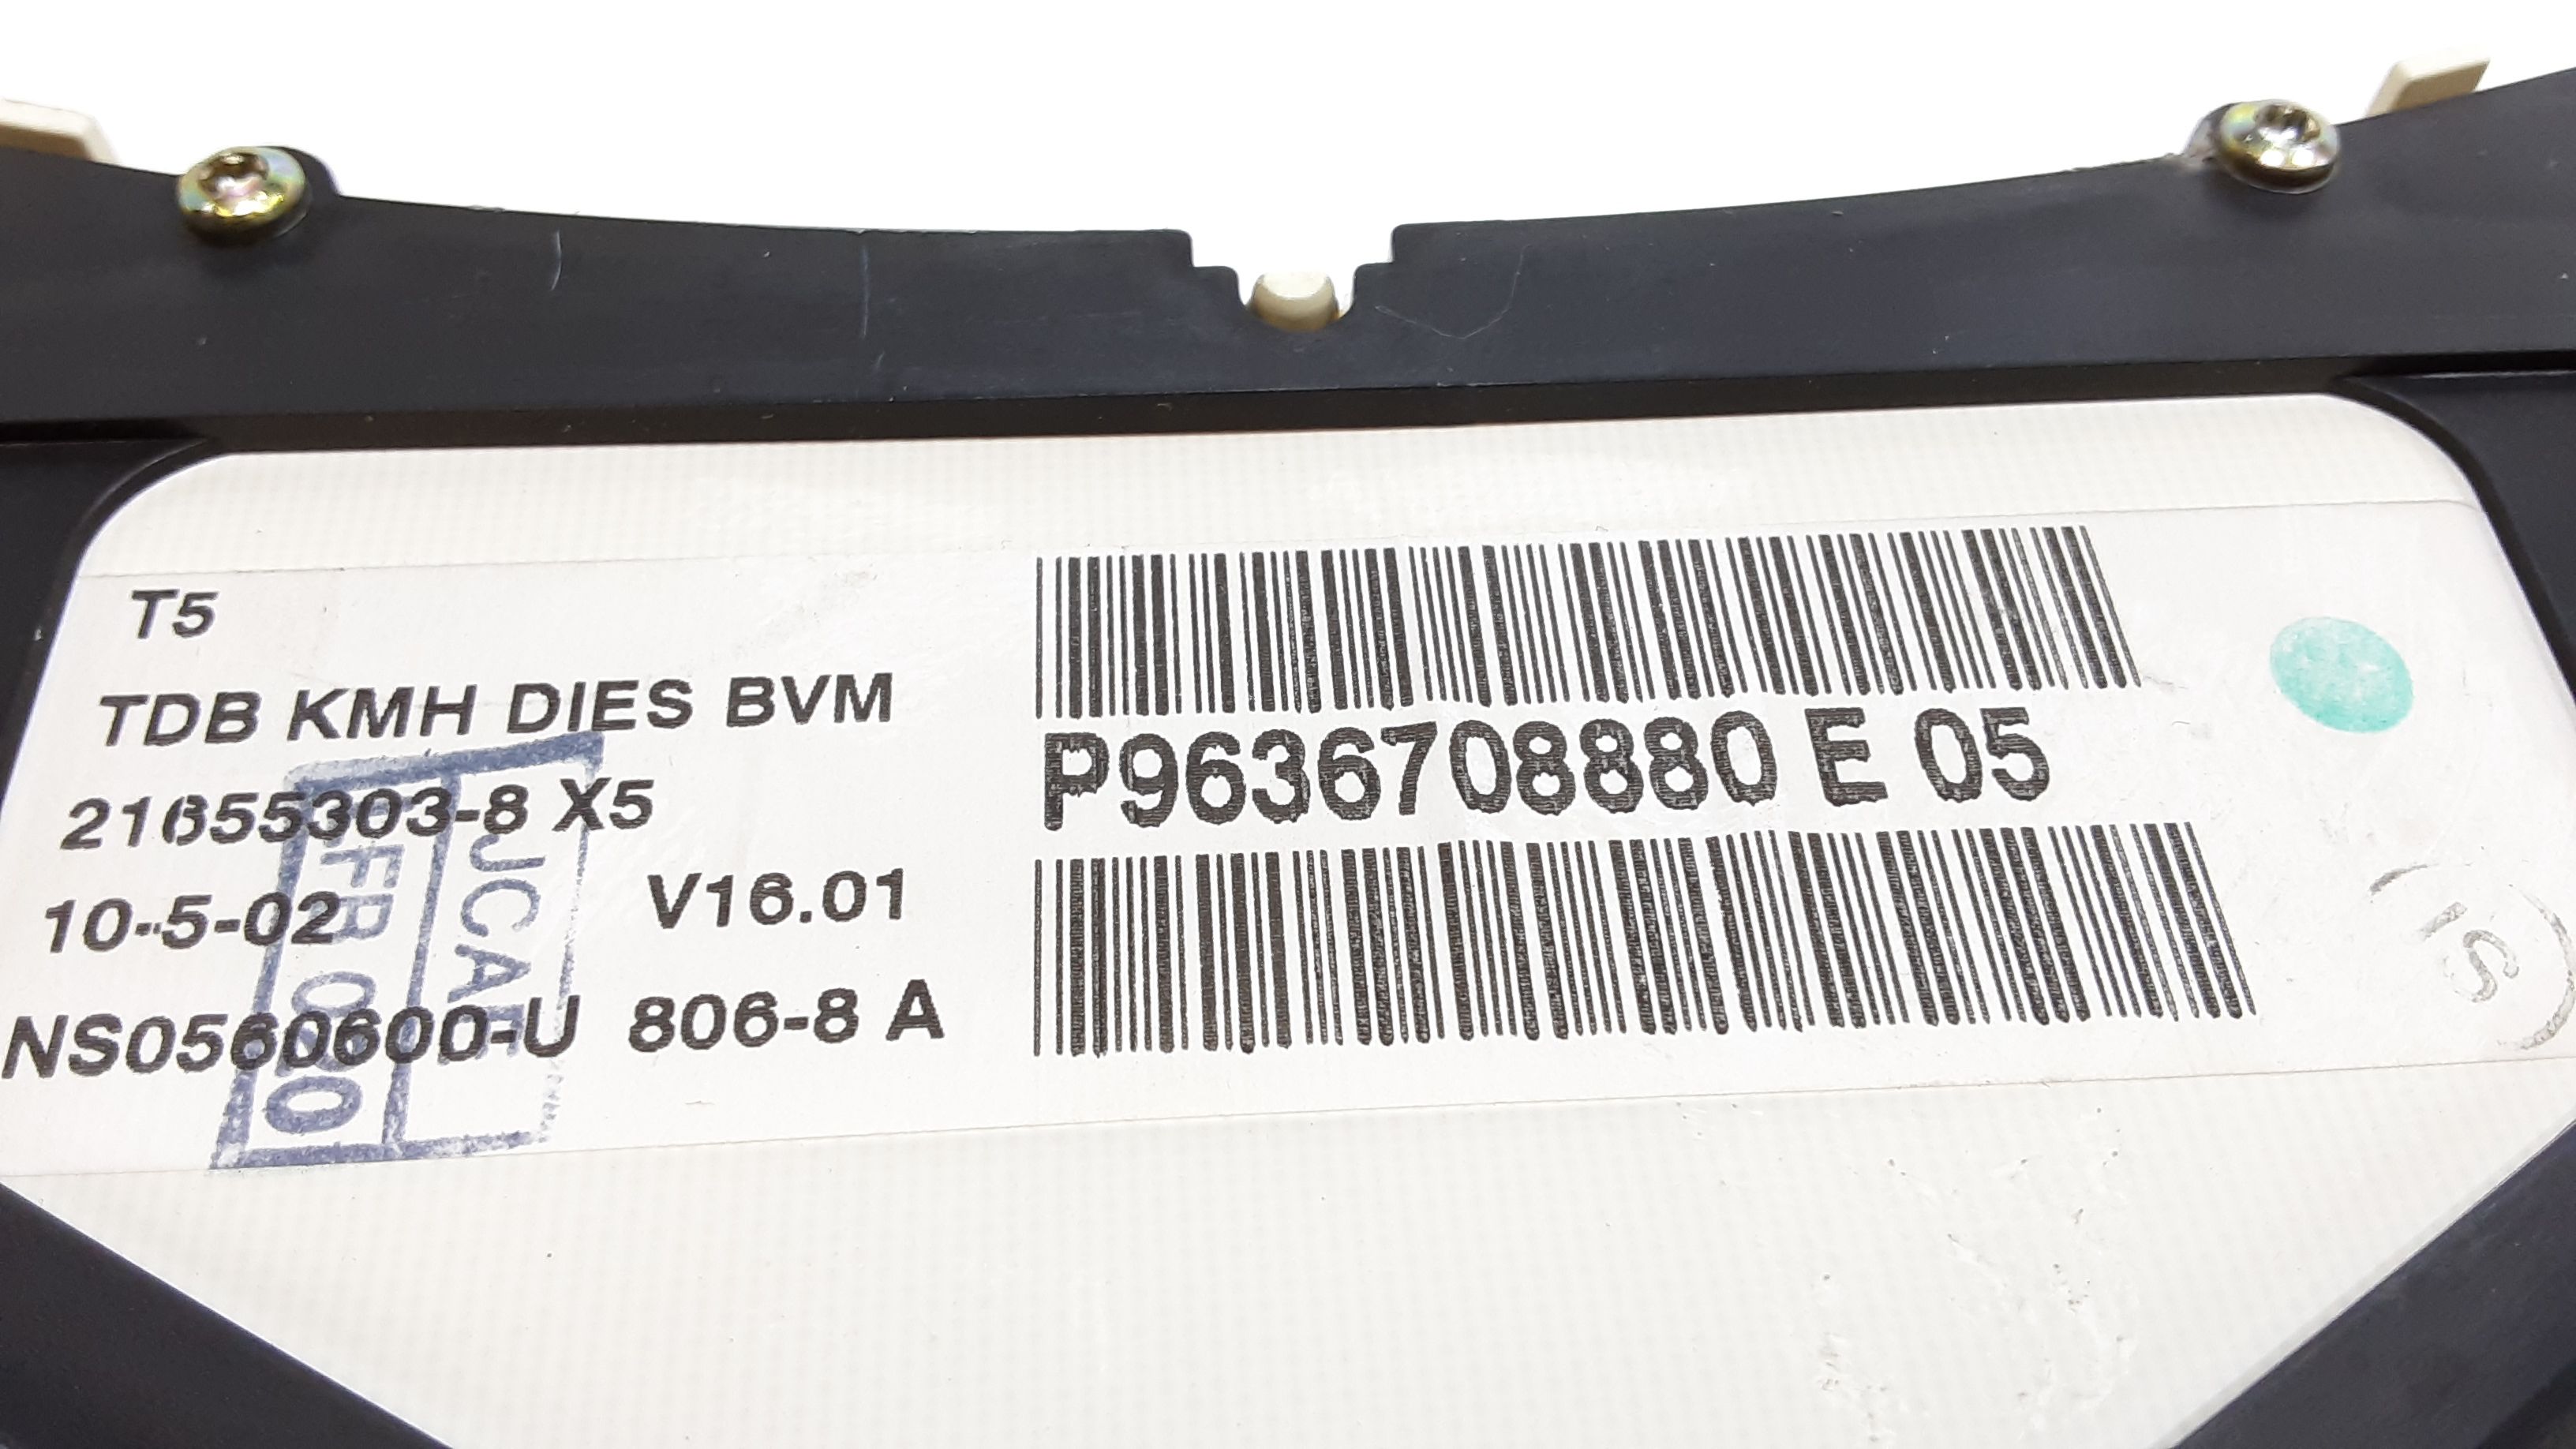 T5
TDB KMH DIES BVM
21655303-8 X5
10-5-02 V16.01
NS0560600-U 806-8 A
P9636708880 E 05